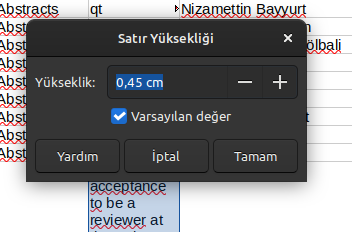 Abstracts qt Nizamettin Bayyurt
Satır Yüksekliği
Yükseklik: 0,45 cm
Varsayılan değer
Yardım İptal Tamam
acceptance
to be a
reviewer at